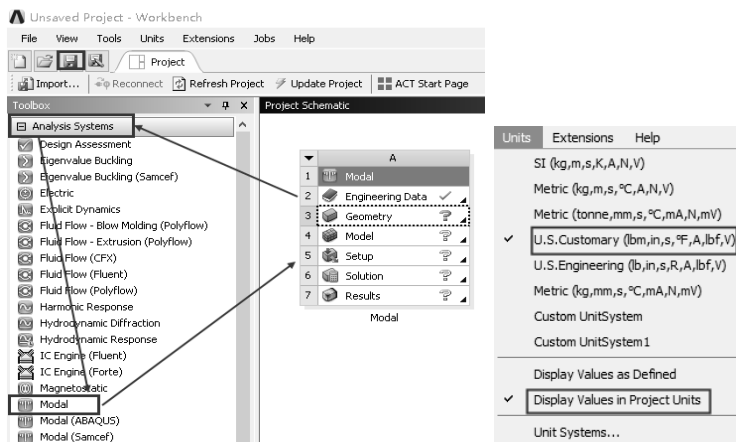 Unsaved Project - Workbench
File View Tools Units Extensions Jobs Help
Project
Import... Reconnect Refresh Project Update Project ACT Start Page
Toolbox
Analysis Systems
Design Assessment
Eigenvalue Buckling
Eigenvalue Buckling (Samcef)
Electric
Explicit Dynamics
Fluid Flow - Blow Molding (Polyflow)
Fluid Flow - Extrusion (Polyflow)
Fluid Flow (CFX)
Fluid Flow (Fluent)
Fluid Flow (Polyflow)
Harmonic Response
Hydrodynamic Diffraction
Hydrodynamic Response
IC Engine (Fluent)
IC Engine (Forte)
Magnetostatic
Modal
Modal (ABAQUS)
Modal (Samcef)
Project Schematic
A
1 Modal
2 Engineering Data
3 Geometry
4 Model
5 Setup
6 Solution
7 Results
Modal
Units Extensions Help
SI (kg,m,s,K,A,N,V)
Metric (kg,m,s,°C,A,N,V)
Metric (tonne,mm,s,°C,mA,N,mV)
U.S.Customary (lbm,in,s,°F,A,lbf,V)
U.S.Engineering (lb,in,s,R,A,lbf,V)
Metric (kg,mm,s,°C,mA,N,mV)
Custom UnitSystem
Custom UnitSystem1
Display Values as Defined
Display Values in Project Units
Unit Systems...